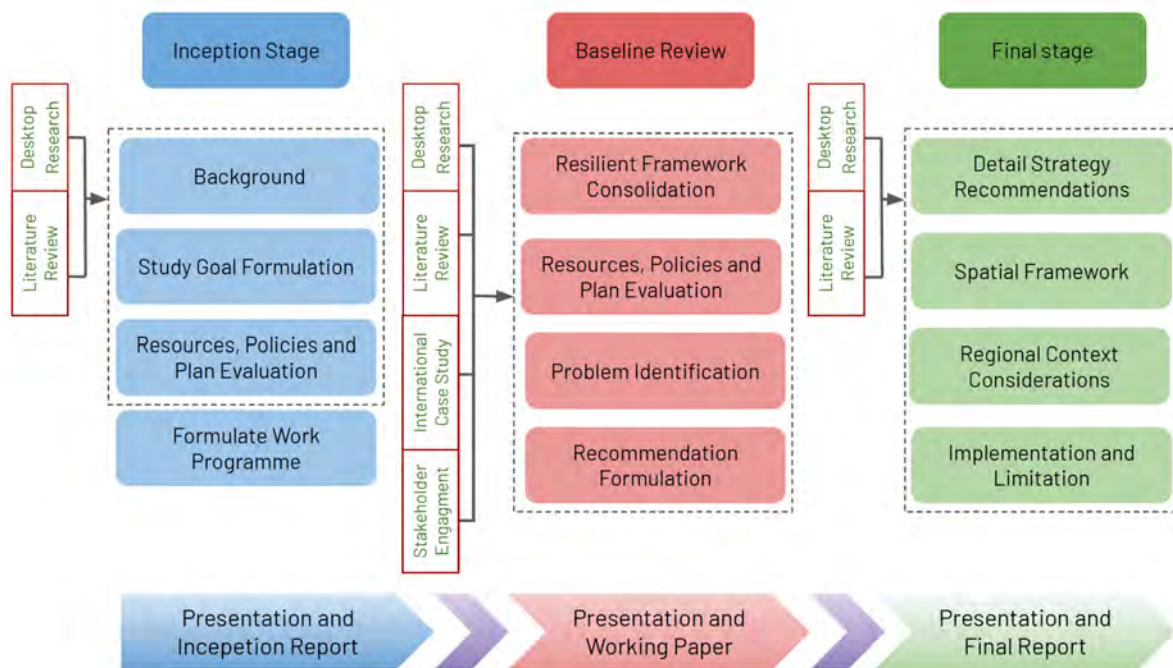 Inception Stage
Desktop
Research
Literature
Review
Background
Study Goal Formulation
Resources, Policies and
Plan Evaluation
Formulate Work
Programme
Baseline Review
Desktop
Research
Literature
Review
International
Case Study
Stakeholder
Engagment
Resilient Framework
Consolidation
Resources, Policies and
Plan Evaluation
Problem Identification
Recommendation
Formulation
Final stage
Desktop
Research
Literature
Review
Detail Strategy
Recommendations
Spatial Framework
Regional Context
Considerations
Implementation and
Limitation
Presentation and
Incepetion Report
Presentation and
Working Paper
Presentation and
Final Report